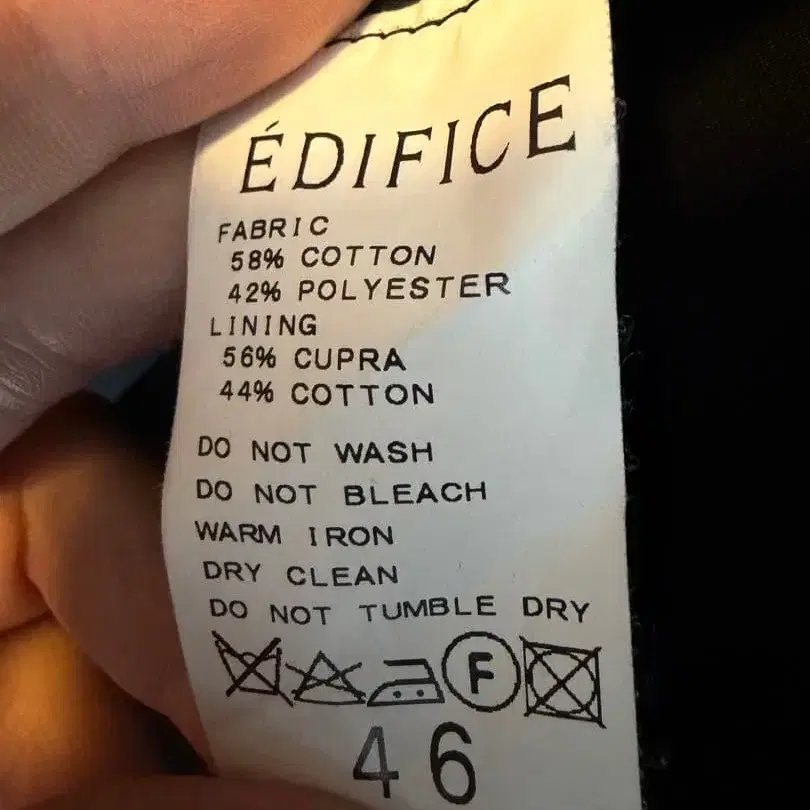 ÉDIFICE
FABRIC
58% COTTON
42% POLYESTER
LINING
56% CUPRA
44% COTTON
DO NOT WASH
DO NOT BLEACH
WARM IRON
DRY CLEAN
DO NOT TUMBLE DRY
F
46